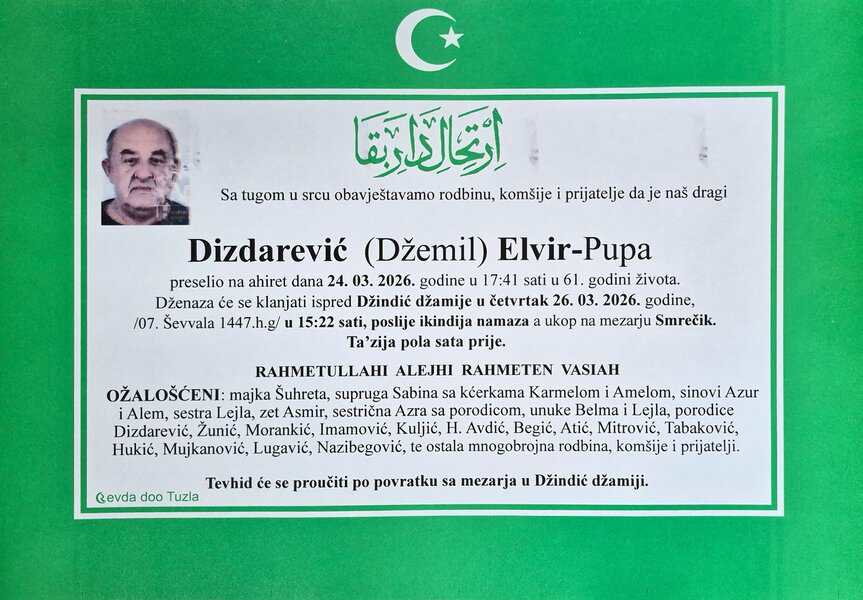 اِرْتِحَالِ دَارِ بَقَا
Sa tugom u srcu obavještavamo rodbinu, komšije i prijatelje da je naš dragi
Dizdarević (Džemil) Elvir-Pupa
preselio na ahiret dana 24. 03. 2026. godine u 17:41 sati u 61. godini života.
Dženaza će se klanjati ispred Džindić džamije u četvrtak 26. 03. 2026. godine,
/07. Ševvala 1447.h.g/ u 15:22 sati, poslije ikindija namaza a ukop na mezarju Smrečik.
Ta’zija pola sata prije.
RAHMETULLAHI ALEJHI RAHMETEN VASIAH
OŽALOŠĆENI: majka Šuhreta, supruga Sabina sa kćerkama Karmelom i Amelom, sinovi Azur
i Alem, sestra Lejla, zet Asmir, sestrična Azra sa porodicom, unuke Belma i Lejla, porodice
Dizdarević, Žunić, Morankić, Imamović, Kuljić, H. Avdić, Begić, Atić, Mitrović, Tabaković,
Hukić, Mujkanović, Lugavić, Nazibegović, te ostala mnogobrojna rodbina, komšije i prijatelji.
Tevhid će se proučiti po povratku sa mezarja u Džindić džamiji.
Sevda doo Tuzla